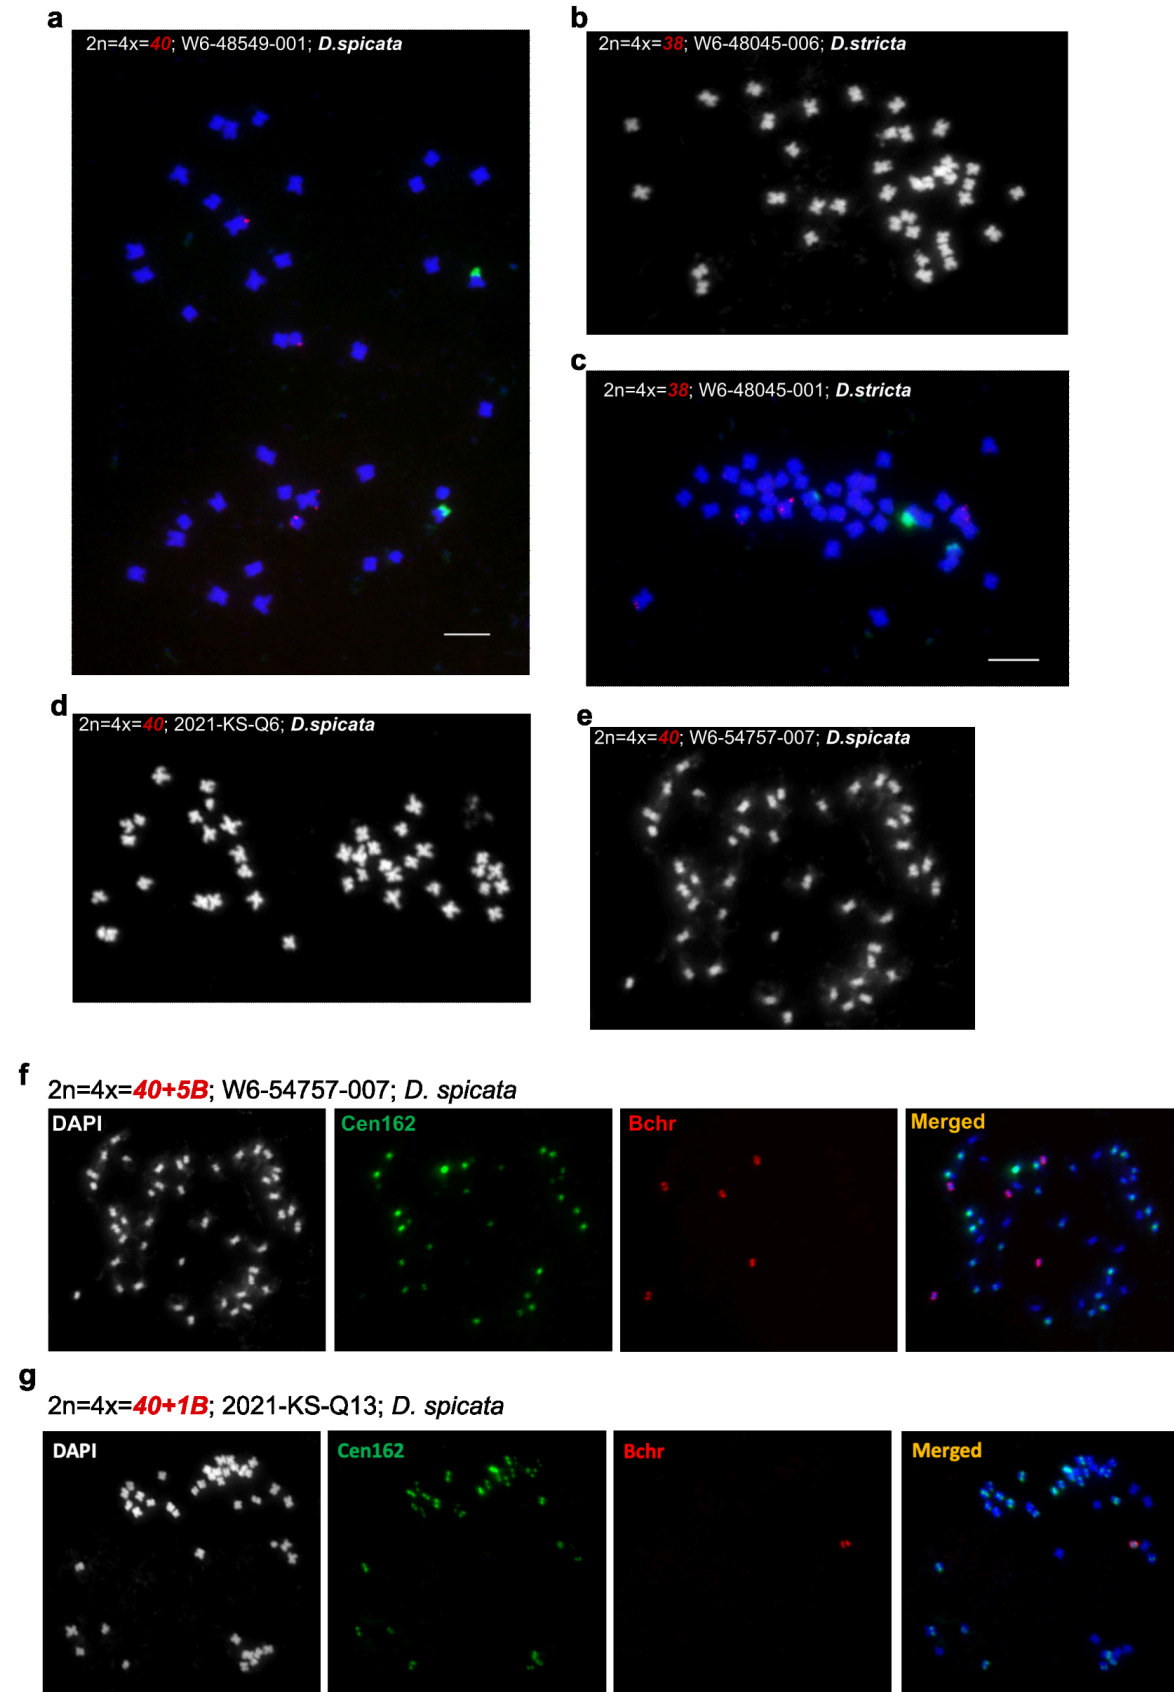 a
2n=4x=40; W6-48549-001; D.spicata
b
2n=4x=38; W6-48045-006; D.stricta
c
2n=4x=38; W6-48045-001; D.stricta
d
2n=4x=40; 2021-KS-Q6; D.spicata
e
2n=4x=40; W6-54757-007; D.spicata
f
2n=4x=40+5B; W6-54757-007; D. spicata
DAPI Cen162 Bchr Merged
g
2n=4x=40+1B; 2021-KS-Q13; D. spicata
DAPI Cen162 Bchr Merged